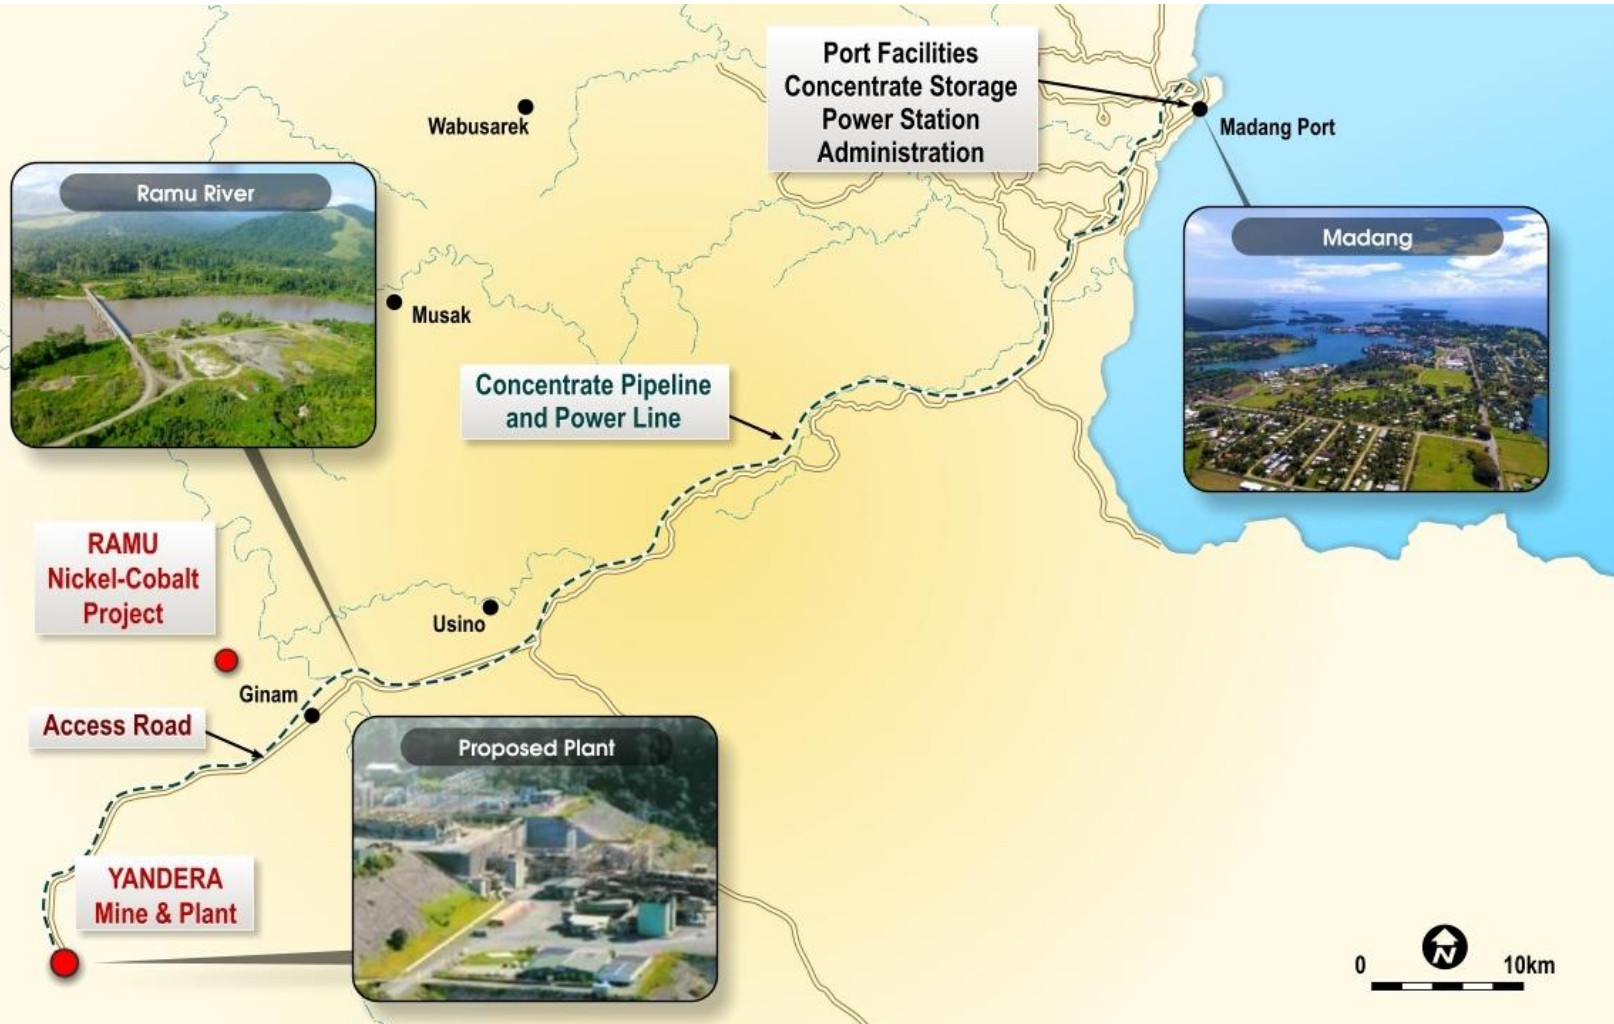 Port Facilities
Concentrate Storage
Power Station
Administration
Wabusarek
Madang Port
Ramu River
Madang
Musak
Concentrate Pipeline
and Power Line
RAMU
Nickel-Cobalt
Project
Usino
Ginam
Access Road
Proposed Plant
YANDERA
Mine & Plant
N
0 10km